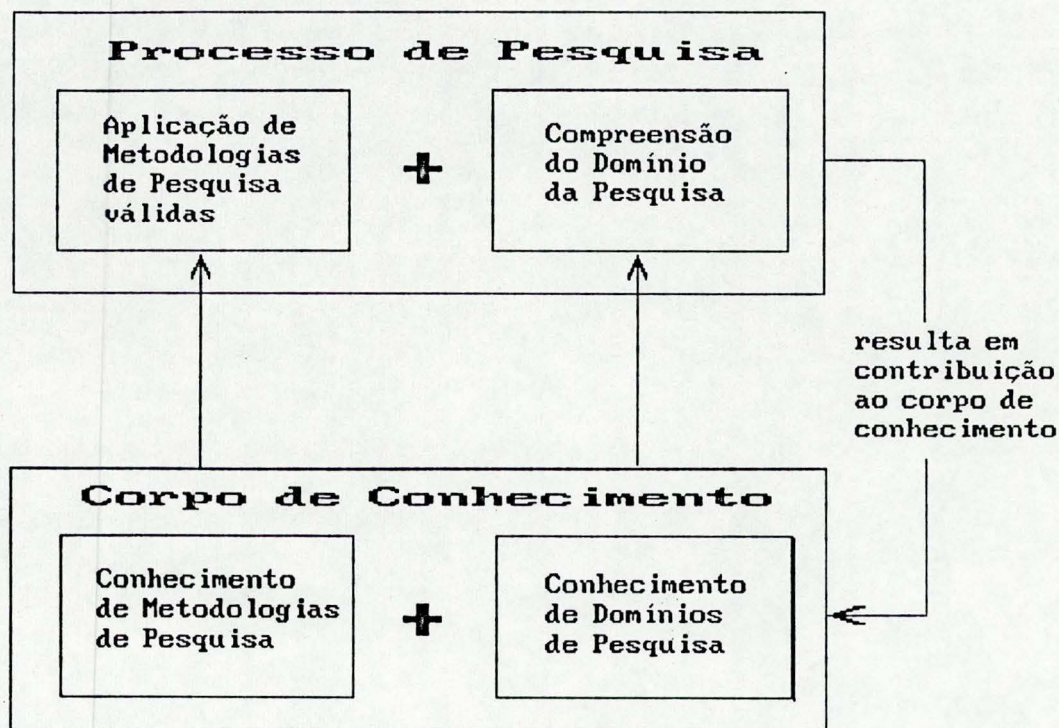 Processo de Pesquisa
Aplicação de
Metodologias
de Pesquisa
válidas
+
Compreensão
do Domínio
da Pesquisa
resulta em
contribuição
ao corpo de
conhecimento
Corpo de Conhecimento
Conhecimento
de Metodologias
de Pesquisa
+
Conhecimento
de Domínios
de Pesquisa